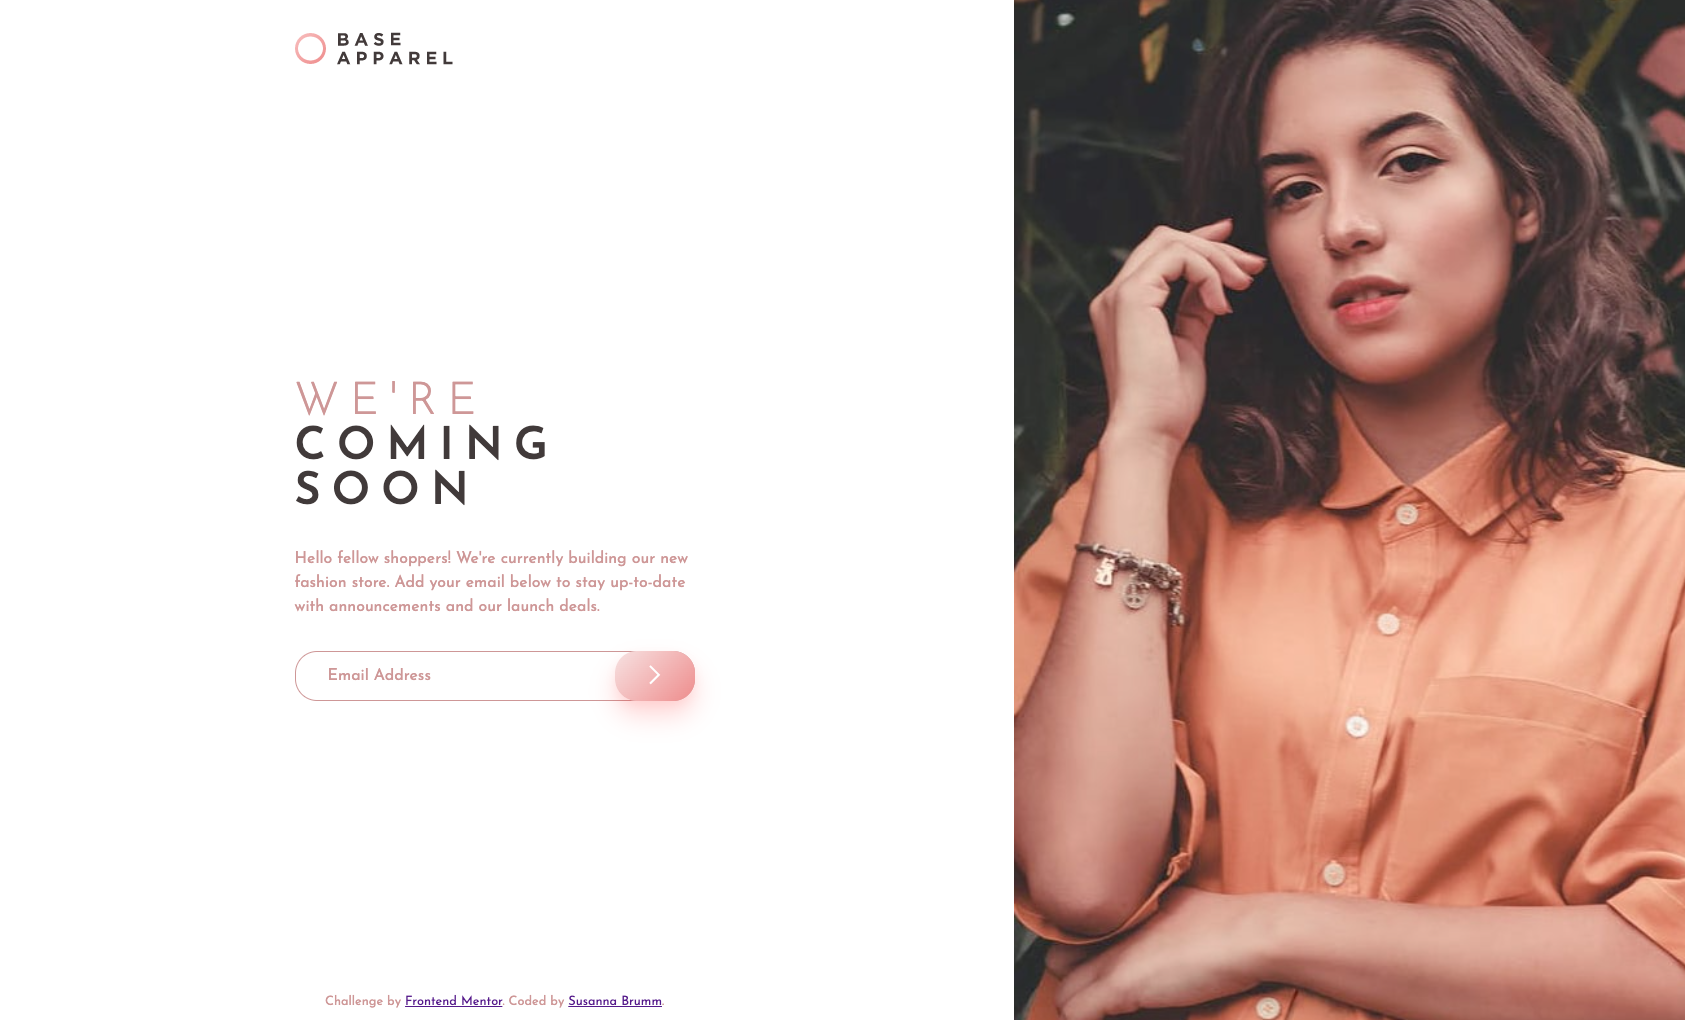 BASE
APPAREL
WE'RE
COMING
SOON
Hello fellow shoppers! We're currently building our new
fashion store. Add your email below to stay up-to-date
with announcements and our launch deals.
Email Address
Challenge by Frontend Mentor. Coded by Susanna Brumm.